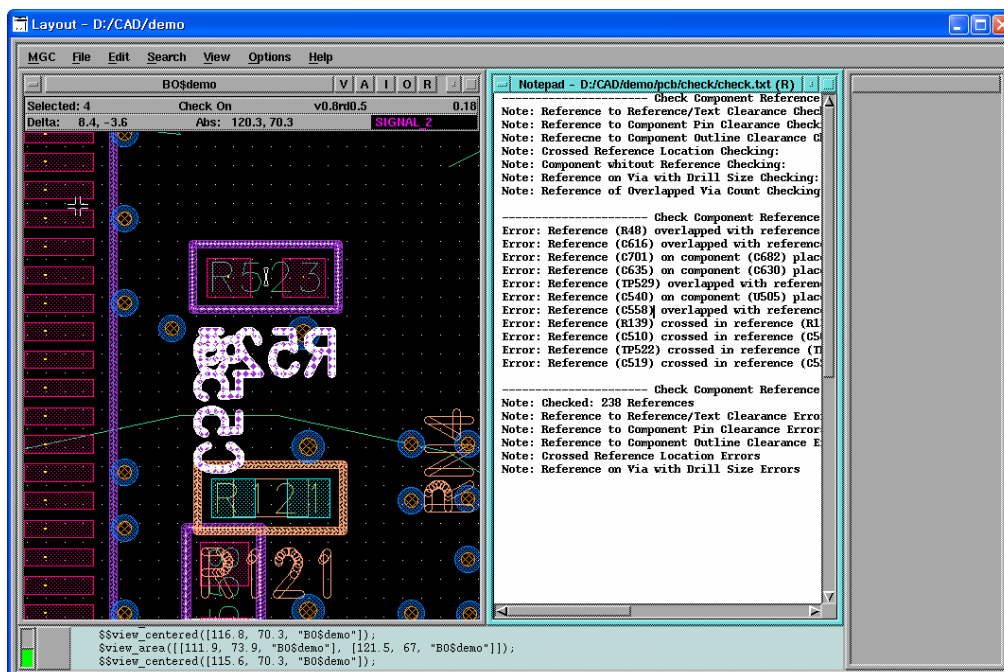 Layout - D:/CAD/demo
MGC File Edit Search View Options Help
BO$demo V A I O R
Selected: 4 Check On v0.8rd0.5 0.18
Delta: 8.4, -3.6 Abs: 120.3, 70.3 SIGNAL_2
R523
R52
C55
R121
RN4
R121
Notepad - D:/CAD/demo/pcb/check/check.txt (R)
---------------------- Check Component Reference
Note: Reference to Reference/Text Clearance Chec
Note: Reference to Component Pin Clearance Check
Note: Reference to Component Outline Clearance C
Note: Crossed Reference Location Checking:
Note: Component whitout Reference Checking:
Note: Reference on Via with Drill Size Checking:
Note: Reference of Overlapped Via Count Checking
---------------------- Check Component Reference
Error: Reference (R48) overlapped with reference
Error: Reference (C616) overlapped with referenc
Error: Reference (C701) on component (C682) plac
Error: Reference (C635) on component (C630) plac
Error: Reference (TP529) overlapped with referen
Error: Reference (C540) on component (U505) plac
Error: Reference (C558) overlapped with referenc
Error: Reference (R139) crossed in reference (R1
Error: Reference (C510) crossed in reference (C5
Error: Reference (TP522) crossed in reference (T
Error: Reference (C519) crossed in reference (C5
---------------------- Check Component Reference
Note: Checked: 238 References
Note: Reference to Reference/Text Clearance Erro
Note: Reference to Component Pin Clearance Error
Note: Reference to Component Outline Clearance E
Note: Crossed Reference Location Errors
Note: Reference on Via with Drill Size Errors
$$view_centered([116.8, 70.3, "BO$demo"]);
$view_area([[111.9, 73.9, "BO$demo"], [121.5, 67, "BO$demo"]]);
$$view_centered([115.6, 70.3, "BO$demo"]);